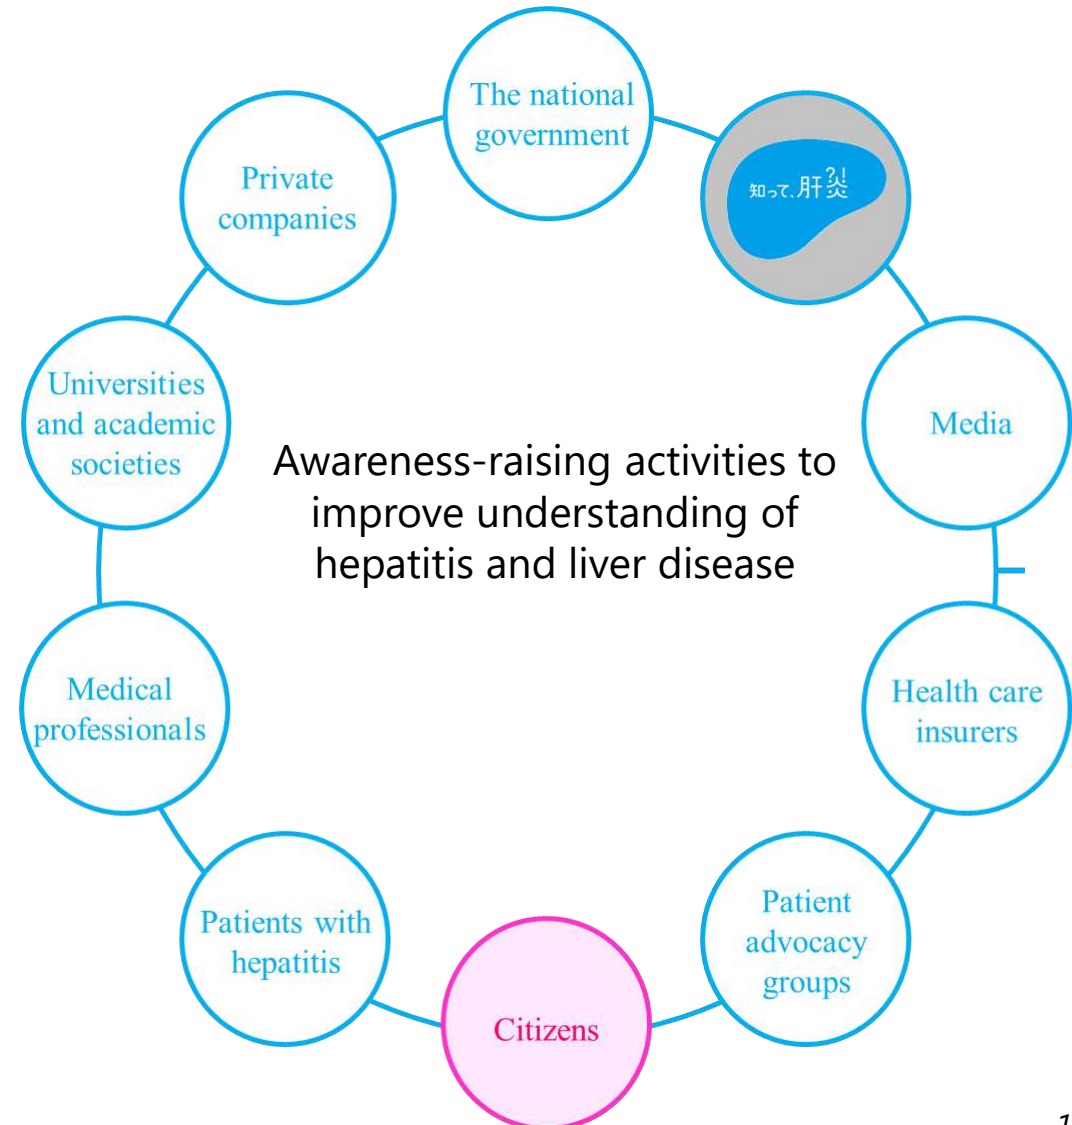 The national
government
知って、肝炎
?!
Private
companies
Universities
and academic
societies
Media
Awareness-raising activities to
improve understanding of
hepatitis and liver disease
Medical
professionals
Health care
insurers
Patients with
hepatitis
Patient
advocacy
groups
Citizens
1